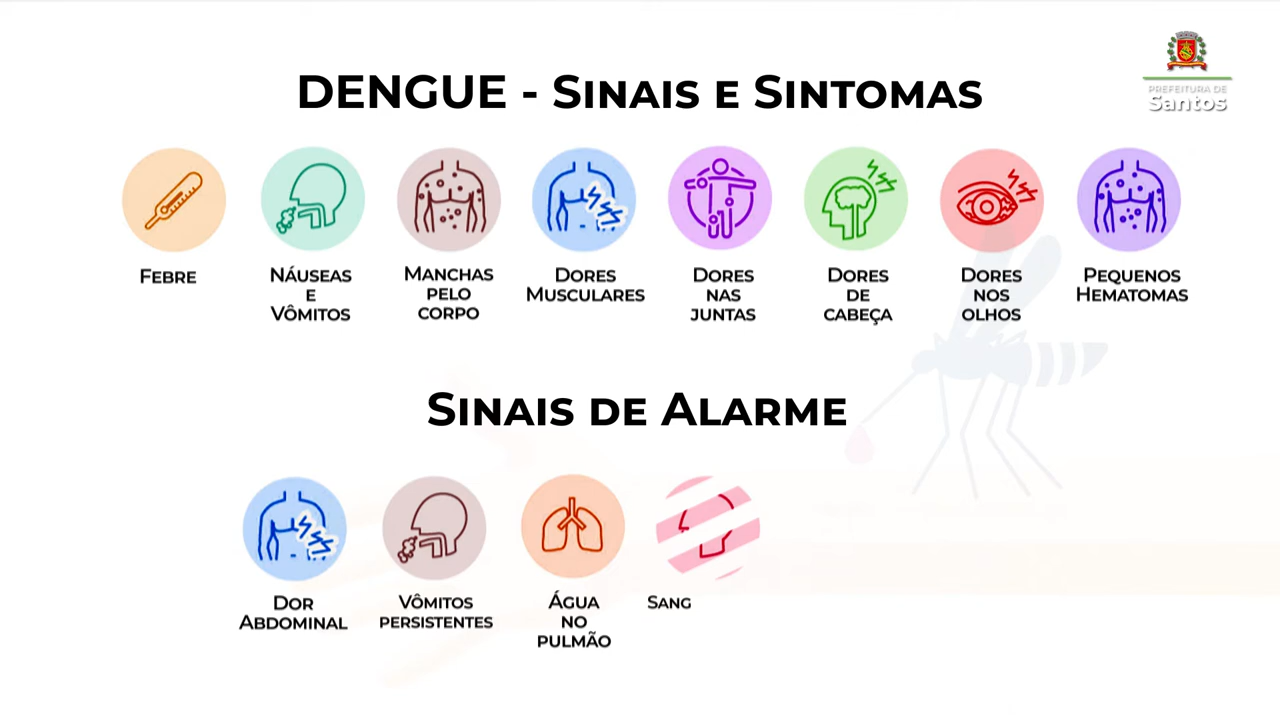 PREFEITURA DE
Santos
DENGUE - SINAIS E SINTOMAS
FEBRE
NÁUSEAS
E
VÔMITOS
MANCHAS
PELO
CORPO
DORES
MUSCULARES
DORES
NAS
JUNTAS
DORES
DE
CABEÇA
DORES
NOS
OLHOS
PEQUENOS
HEMATOMAS
SINAIS DE ALARME
DOR
ABDOMINAL
VÔMITOS
PERSISTENTES
ÁGUA
NO
PULMÃO
SANG